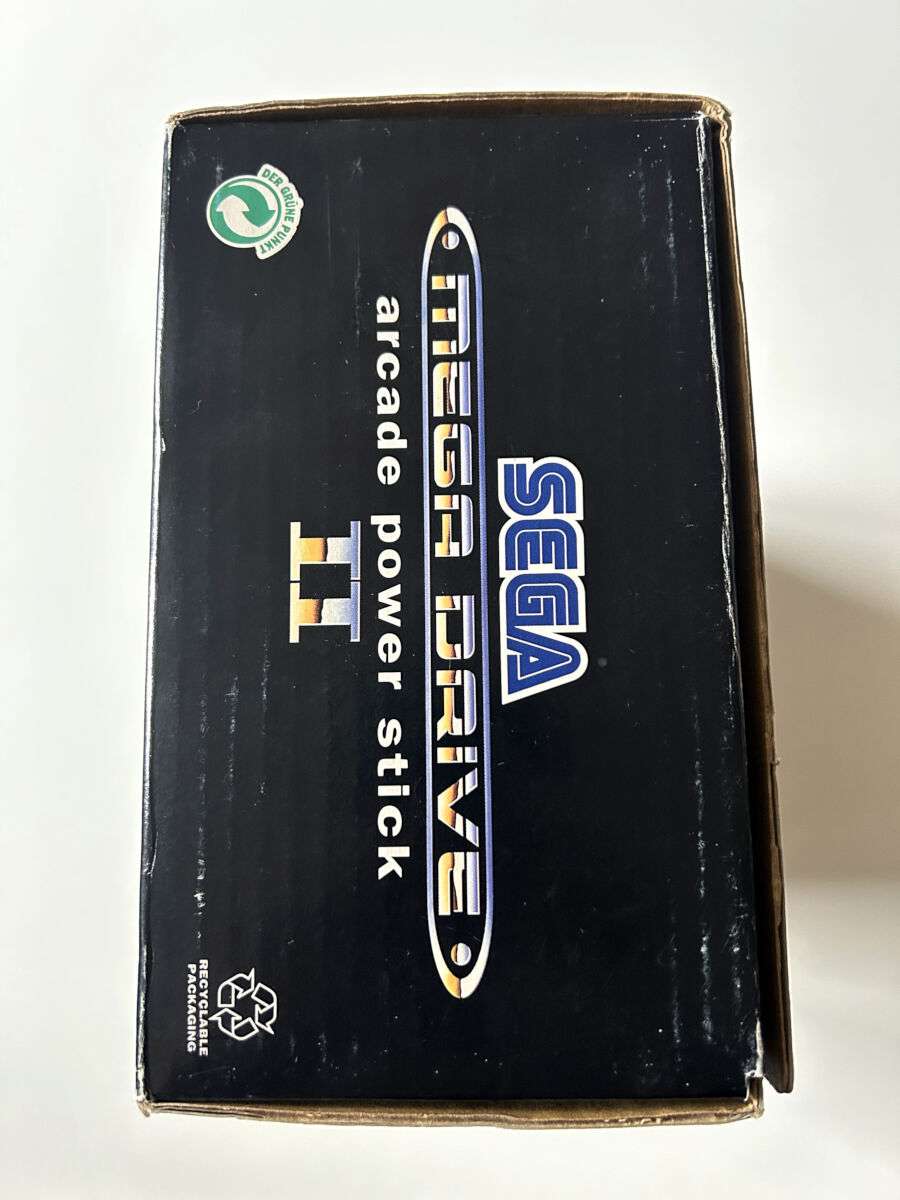 SEGA
MEGA DRIVE
arcade power stick
II
DER GRÜNE PUNKT
RECYCLABLE
PACKAGING